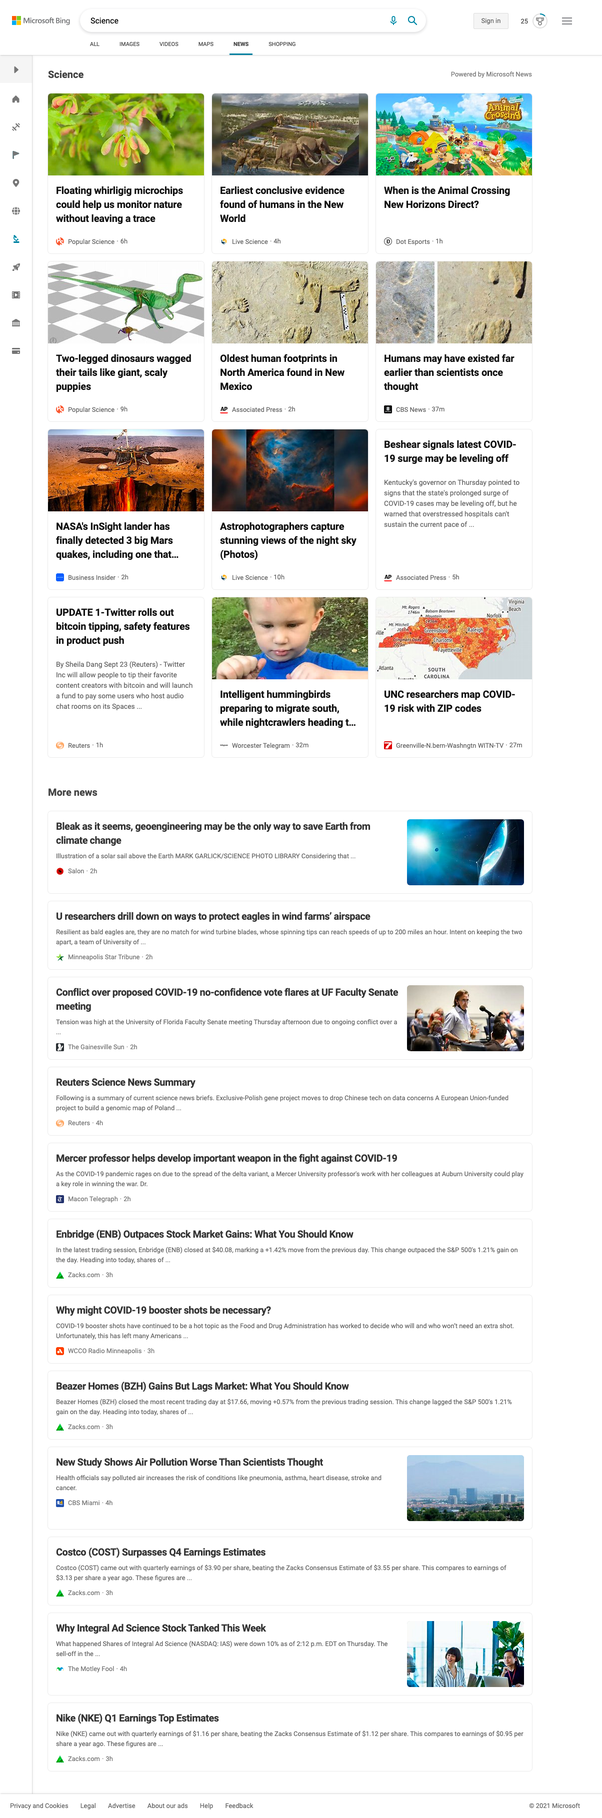 Microsoft Bing
Science
Sign in
25
ALL
IMAGES
VIDEOS
MAPS
NEWS
SHOPPING
Science
Powered by Microsoft News
Floating whirligig microchips
could help us monitor nature
without leaving a trace
Popular Science · 6h
Earliest conclusive evidence
found of humans in the New
World
Live Science · 4h
Animal
Crossing
When is the Animal Crossing
New Horizons Direct?
Dot Esports · 1h
Two-legged dinosaurs wagged
their tails like giant, scaly
puppies
Popular Science · 9h
Oldest human footprints in
North America found in New
Mexico
AP Associated Press · 2h
Humans may have existed far
earlier than scientists once
thought
CBS News · 37m
NASA's InSight lander has
finally detected 3 big Mars
quakes, including one that...
Business Insider · 2h
Astrophotographers capture
stunning views of the night sky
(Photos)
Live Science · 10h
Beshear signals latest COVID-
19 surge may be leveling off
Kentucky's governor on Thursday pointed to
signs that the state's prolonged surge of
COVID-19 cases may be leveling off, but he
warned that overstressed hospitals can't
sustain the current pace of ...
AP Associated Press · 5h
UPDATE 1-Twitter rolls out
bitcoin tipping, safety features
in product push
By Sheila Dang Sept 23 (Reuters) - Twitter
Inc will allow people to tip their favorite
content creators with bitcoin and will launch
a fund to pay some users who host audio
chat rooms on its Spaces ...
Reuters · 1h
Intelligent hummingbirds
preparing to migrate south,
while nightcrawlers heading t...
Worcester Telegram · 32m
Virginia
Beach
Norfolk
Greensboro
Raleigh
Fayetteville
Atlanta
SOUTH
CAROLINA
UNC researchers map COVID-
19 risk with ZIP codes
Greenville-N.bern-Washngtn WITN-TV · 27m
More news
Bleak as it seems, geoengineering may be the only way to save Earth from
climate change
Illustration of a solar sail above the Earth MARK GARLICK/SCIENCE PHOTO LIBRARY Considering that ...
Salon · 2h
U researchers drill down on ways to protect eagles in wind farms' airspace
Resilient as bald eagles are, they are no match for wind turbine blades, whose spinning tips can reach speeds of up to 200 miles an hour. Intent on keeping the two
apart, a team of University of ...
Minneapolis Star Tribune · 2h
Conflict over proposed COVID-19 no-confidence vote flares at UF Faculty Senate
meeting
Tension was high at the University of Florida Faculty Senate meeting Thursday afternoon due to ongoing conflict over a
...
The Gainesville Sun · 2h
Reuters Science News Summary
Following is a summary of current science news briefs. Exclusive-Polish gene project moves to drop Chinese tech on data concerns A European Union-funded
project to build a genomic map of Poland ...
Reuters · 4h
Mercer professor helps develop important weapon in the fight against COVID-19
As the COVID-19 pandemic rages on due to the spread of the delta variant, a Mercer University professor's work with her colleagues at Auburn University could play
a key role in winning the war. Dr.
Macon Telegraph · 2h
Enbridge (ENB) Outpaces Stock Market Gains: What You Should Know
In the latest trading session, Enbridge (ENB) closed at $40.08, marking a +1.42% move from the previous day. This change outpaced the S&P 500's 1.21% gain on
the day. Heading into today, shares of ...
Zacks.com · 3h
Why might COVID-19 booster shots be necessary?
COVID-19 booster shots have continued to be a hot topic as the Food and Drug Administration has worked to decide who will and who won't need an extra shot.
Unfortunately, this has left many Americans ...
WCCO Radio Minneapolis · 3h
Beazer Homes (BZH) Gains But Lags Market: What You Should Know
Beazer Homes (BZH) closed the most recent trading day at $17.66, moving +0.57% from the previous trading session. This change lagged the S&P 500's 1.21%
gain on the day. Heading into today, shares of ...
Zacks.com · 3h
New Study Shows Air Pollution Worse Than Scientists Thought
Health officials say polluted air increases the risk of conditions like pneumonia, asthma, heart disease, stroke and
cancer.
CBS Miami · 4h
Costco (COST) Surpasses Q4 Earnings Estimates
Costco (COST) came out with quarterly earnings of $3.90 per share, beating the Zacks Consensus Estimate of $3.55 per share. This compares to earnings of
$3.13 per share a year ago. These figures are ...
Zacks.com · 3h
Why Integral Ad Science Stock Tanked This Week
What happened Shares of Integral Ad Science (NASDAQ: IAS) were down 10% as of 2:12 p.m. EDT on Thursday. The
sell-off in the ...
The Motley Fool · 4h
Nike (NKE) Q1 Earnings Top Estimates
Nike (NKE) came out with quarterly earnings of $1.16 per share, beating the Zacks Consensus Estimate of $1.12 per share. This compares to earnings of $0.95 per
share a year ago. These figures are ...
Zacks.com · 3h
Privacy and Cookies
Legal
Advertise
About our ads
Help
Feedback
© 2021 Microsoft